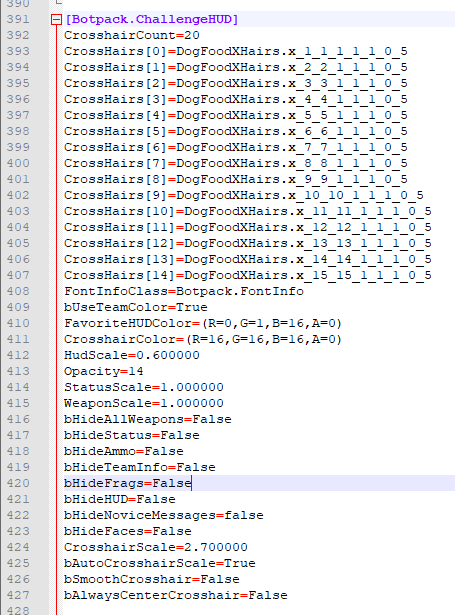 390
391 [Botpack.ChallengeHUD]
392 CrosshairCount=20
393 CrossHairs[0]=DogFoodXHairs.x_1_1_1_1_1_0_5
394 CrossHairs[1]=DogFoodXHairs.x_2_2_1_1_1_0_5
395 CrossHairs[2]=DogFoodXHairs.x_3_3_1_1_1_0_5
396 CrossHairs[3]=DogFoodXHairs.x_4_4_1_1_1_0_5
397 CrossHairs[4]=DogFoodXHairs.x_5_5_1_1_1_0_5
398 CrossHairs[5]=DogFoodXHairs.x_6_6_1_1_1_0_5
399 CrossHairs[6]=DogFoodXHairs.x_7_7_1_1_1_0_5
400 CrossHairs[7]=DogFoodXHairs.x_8_8_1_1_1_0_5
401 CrossHairs[8]=DogFoodXHairs.x_9_9_1_1_1_0_5
402 CrossHairs[9]=DogFoodXHairs.x_10_10_1_1_1_0_5
403 CrossHairs[10]=DogFoodXHairs.x_11_11_1_1_1_0_5
404 CrossHairs[11]=DogFoodXHairs.x_12_12_1_1_1_0_5
405 CrossHairs[12]=DogFoodXHairs.x_13_13_1_1_1_0_5
406 CrossHairs[13]=DogFoodXHairs.x_14_14_1_1_1_0_5
407 CrossHairs[14]=DogFoodXHairs.x_15_15_1_1_1_0_5
408 FontInfoClass=Botpack.FontInfo
409 bUseTeamColor=True
410 FavoriteHUDColor=(R=0,G=1,B=16,A=0)
411 CrosshairColor=(R=16,G=16,B=16,A=0)
412 HudScale=0.600000
413 Opacity=14
414 StatusScale=1.000000
415 WeaponScale=1.000000
416 bHideAllWeapons=False
417 bHideStatus=False
418 bHideAmmo=False
419 bHideTeamInfo=False
420 bHideFrags=False
421 bHideHUD=False
422 bHideNoviceMessages=false
423 bHideFaces=False
424 CrosshairScale=2.700000
425 bAutoCrosshairScale=True
426 bSmoothCrosshair=False
427 bAlwaysCenterCrosshair=False
428